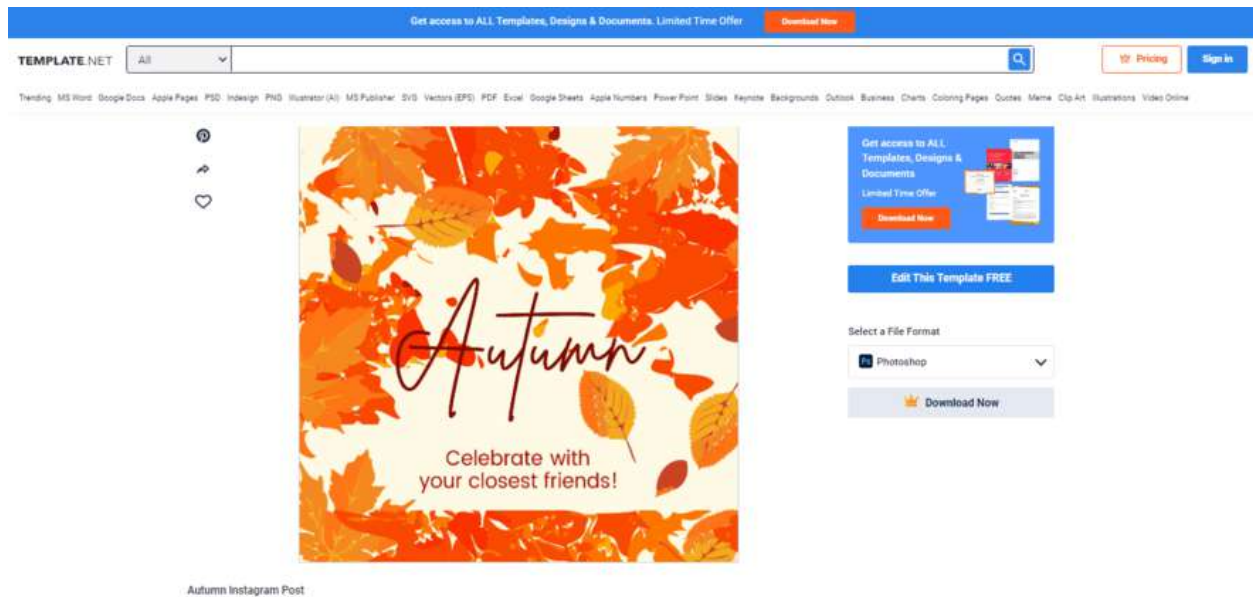 Get access to ALL Templates, Designs & Documents. Limited Time Offer Download Now
TEMPLATE.NET All Pricing Sign in
Trending MS Word Google Docs Apple Pages PSD Indesign PNG Illustrator (AI) MS Publisher SVG Vectors (EPS) PDF Excel Google Sheets Apple Numbers Power Point Slides Keynote Backgrounds Outlook Business Charts Coloring Pages Quotes Meme Clip Art Illustrations Video Online
Autumn
Celebrate with
your closest friends!
Get access to ALL
Templates, Designs &
Documents
Limited Time Offer
Download Now
Edit This Template FREE
Select a File Format
Ps Photoshop
Download Now
Autumn Instagram Post